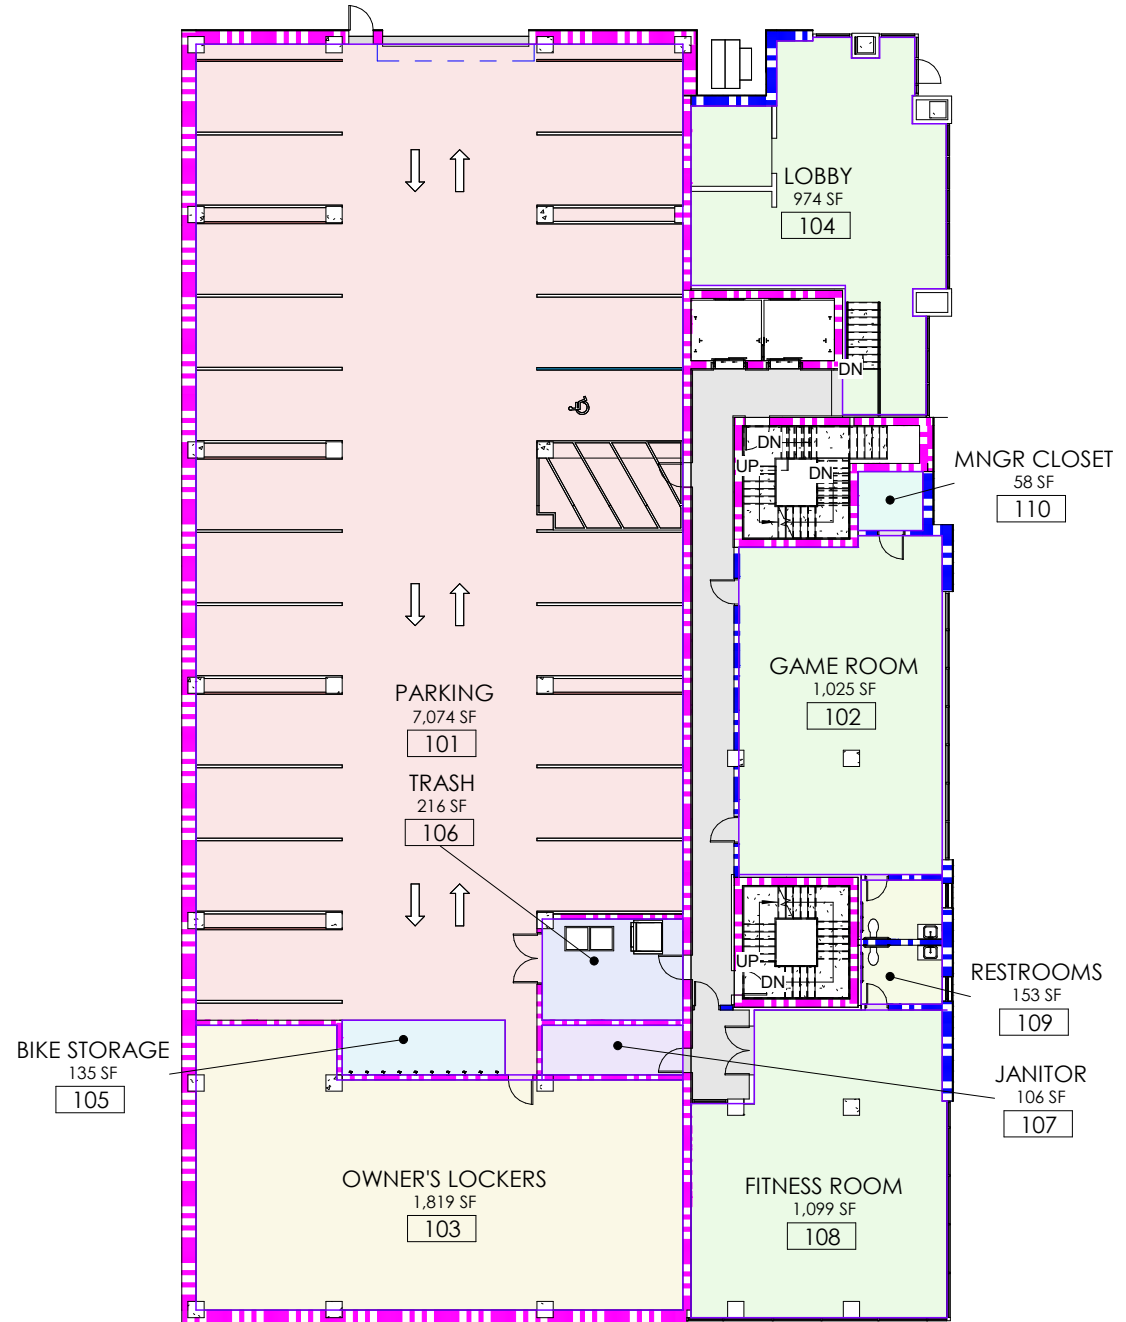 LOBBY
974 SF
104
DN
DN
UP
DN
MNGR CLOSET
58 SF
110
GAME ROOM
1,025 SF
102
PARKING
7,074 SF
101
TRASH
216 SF
106
UP
DN
RESTROOMS
153 SF
109
BIKE STORAGE
135 SF
105
JANITOR
106 SF
107
OWNER'S LOCKERS
1,819 SF
103
FITNESS ROOM
1,099 SF
108